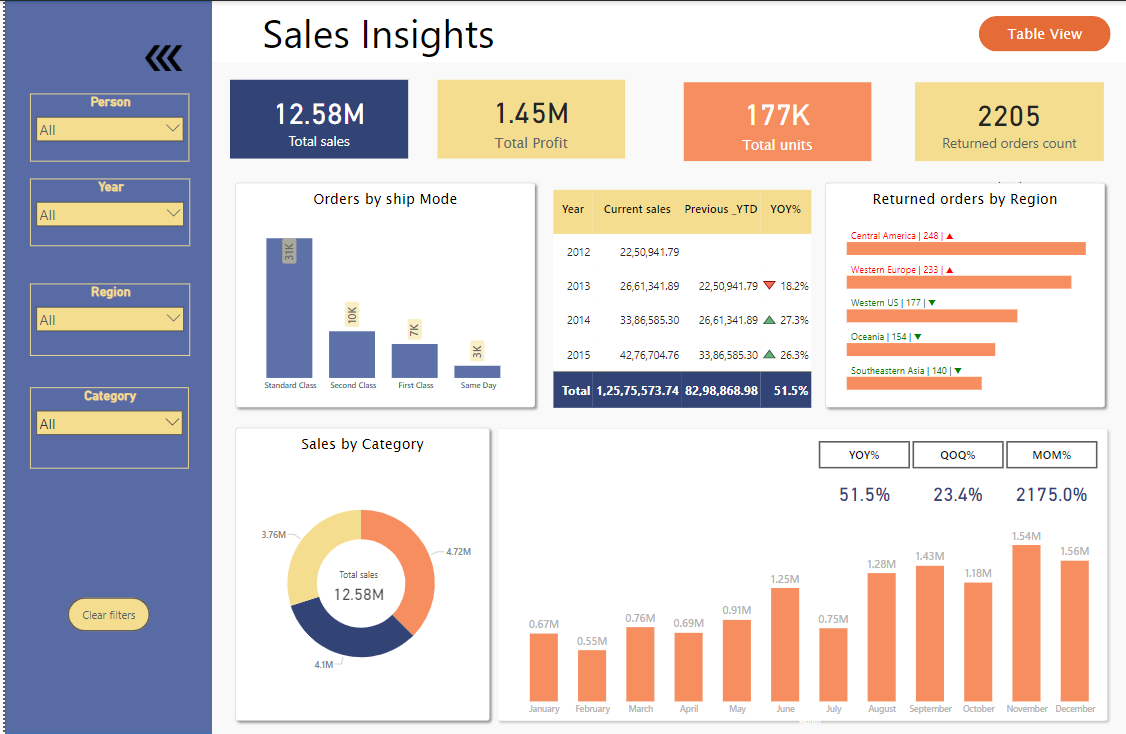 Sales Insights
Table View
Person
All
Year
All
Region
All
Category
All
Clear filters
12.58M
Total sales
1.45M
Total Profit
177K
Total units
2205
Returned orders count
Orders by ship Mode
31K
10K
7K
3K
Standard Class Second Class First Class Same Day
Year Current sales Previous _YTD YOY%
2012 22,50,941.79
2013 26,61,341.89 22,50,941.79 18.2%
2014 33,86,585.30 26,61,341.89 27.3%
2015 42,76,704.76 33,86,585.30 26.3%
Total 1,25,75,573.74 82,98,868.98 51.5%
Returned orders by Region
Central America | 248 | ▲
Western Europe | 233 | ▲
Western US | 177 | ▼
Oceania | 154 | ▼
Southeastern Asia | 140 | ▼
Sales by Category
3.76M
4.72M
Total sales
12.58M
4.1M
YOY% QOQ% MOM%
51.5% 23.4% 2175.0%
0.67M 0.55M 0.76M 0.69M 0.91M 1.25M 0.75M 1.28M 1.43M 1.18M 1.54M 1.56M
January February March April May June July August September October November December